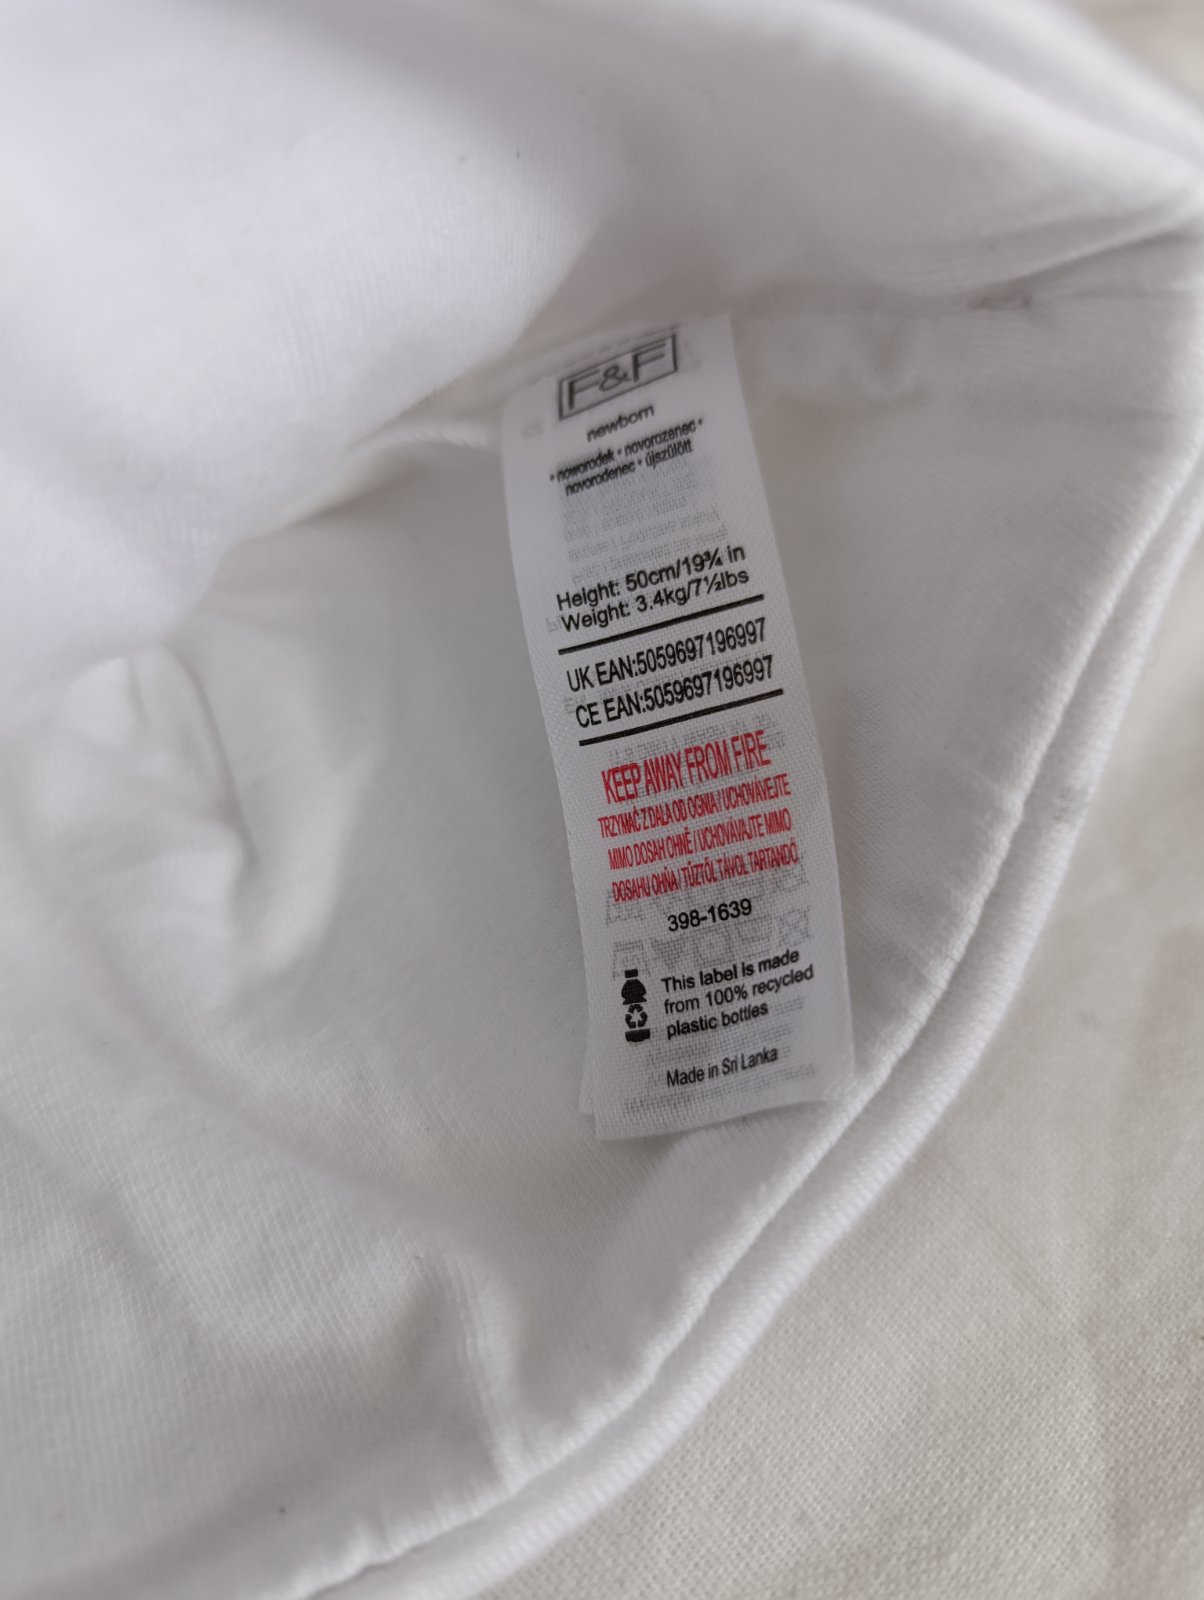 F&F
newborn
• noworodek • novorozenec •
novorodenec • újszülött
Height: 50cm/19¾ in
Weight: 3.4kg/7½lbs
UK EAN:5059697196997
CE EAN:5059697196997
KEEP AWAY FROM FIRE
TRZYMAĆ Z DALA OD OGNIA / UCHOVÁVEJTE
MIMO DOSAH OHNĚ / UCHOVÁVAJTE MIMO
DOSAHU OHŇA / TŰZTŐL TÁVOL TARTANDÓ
398-1639
This label is made
from 100% recycled
plastic bottles
Made in Sri Lanka